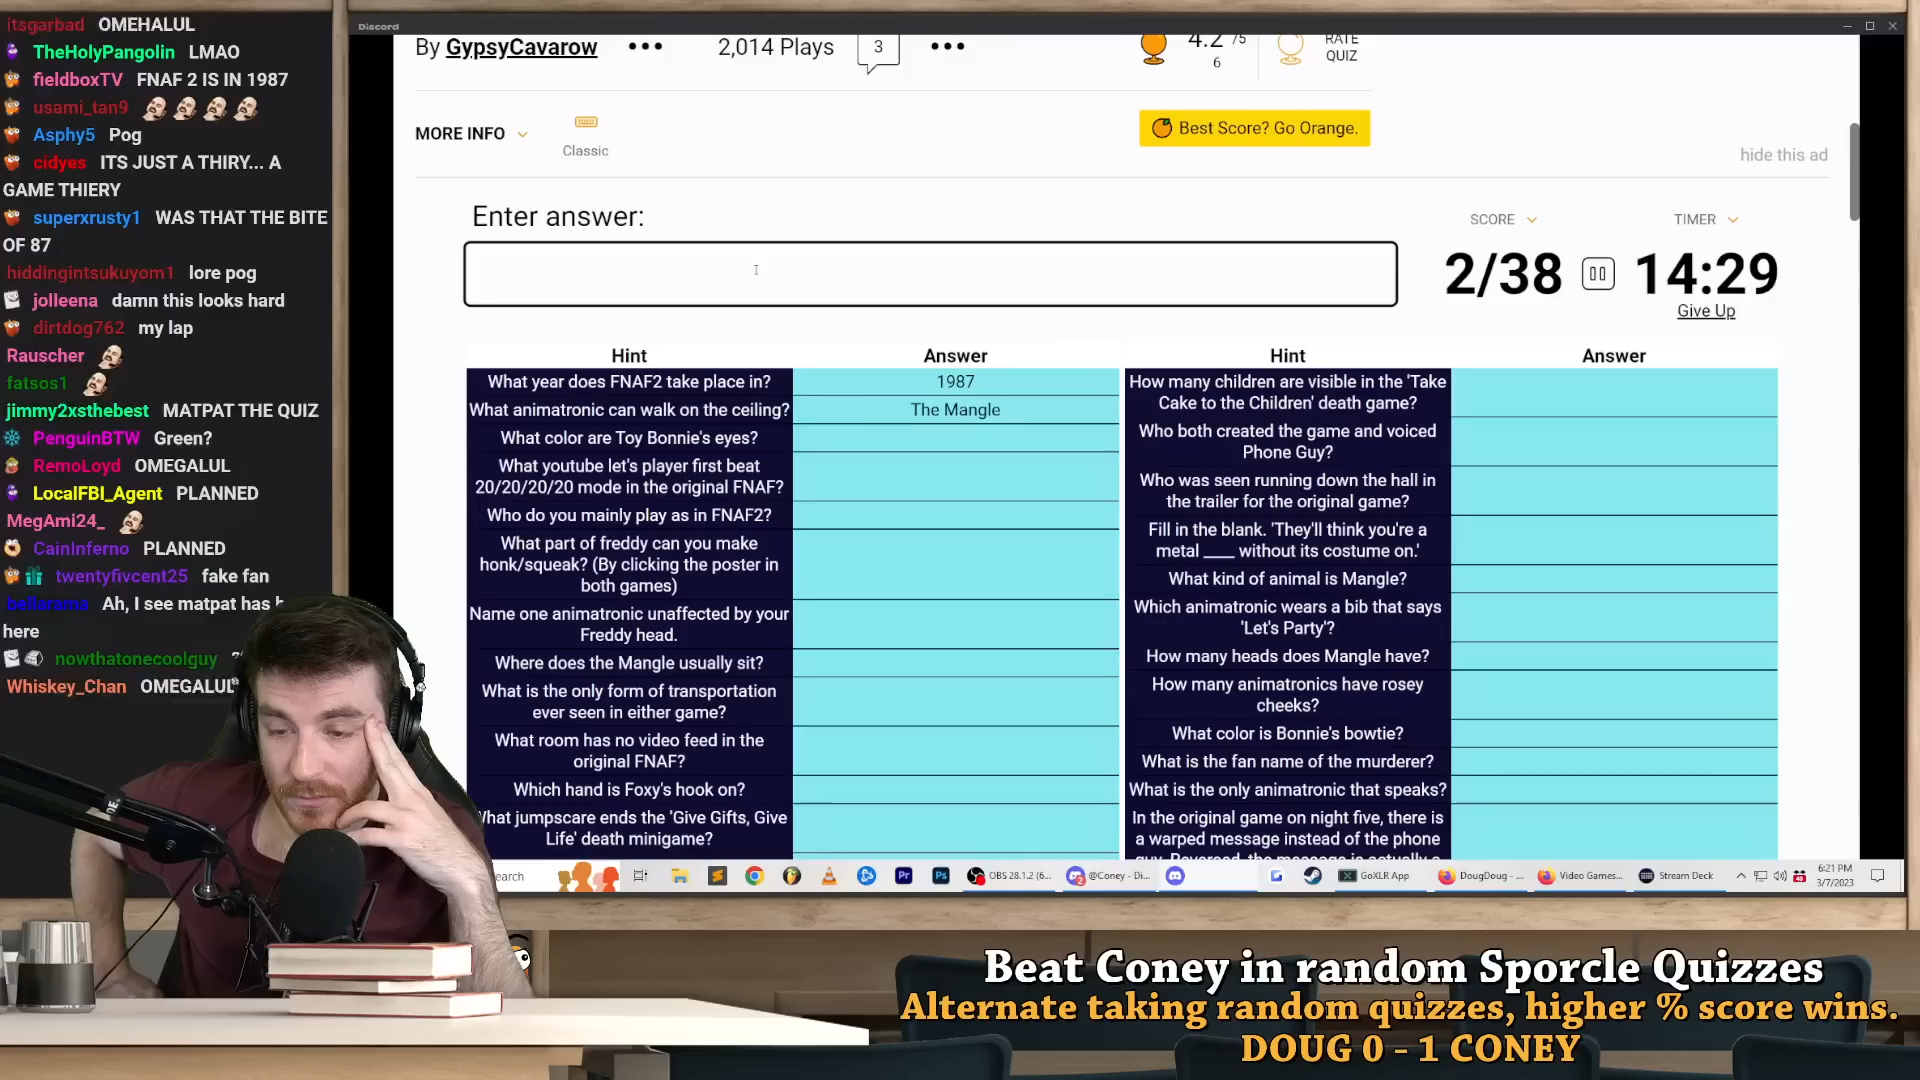 itsgarbad OMEHALUL
TheHolyPangolin LMAO
fieldboxTV FNAF 2 IS IN 1987
usami_tan9
Asphy5 Pog
cidyes ITS JUST A THIRY... A
GAME THIERY
superxrusty1 WAS THAT THE BITE
OF 87
hiddingintsukuyom1 lore pog
jolleena damn this looks hard
dirtdog762 my lap
Rauscher
fatsos1
jimmy2xsthebest MATPAT THE QUIZ
PenguinBTW Green?
RemoLoyd OMEGALUL
LocalFBI_Agent PLANNED
MegAmi24_
CainInferno PLANNED
twentyfivcent25 fake fan
bellarama Ah, I see matpat has
here
nowthatonecoolguy
Whiskey_Chan OMEGALUL
Discord
By GypsyCavarow ••• 2,014 Plays 3 •••
4.2 /5
6
RATE
QUIZ
MORE INFO
Classic
Best Score? Go Orange.
hide this ad
Enter answer:
SCORE
2/38
TIMER
14:29
Give Up
Hint Answer
What year does FNAF2 take place in? 1987
What animatronic can walk on the ceiling? The Mangle
What color are Toy Bonnie's eyes?
What youtube let's player first beat
20/20/20/20 mode in the original FNAF?
Who do you mainly play as in FNAF2?
What part of freddy can you make
honk/squeak? (By clicking the poster in
both games)
Name one animatronic unaffected by your
Freddy head.
Where does the Mangle usually sit?
What is the only form of transportation
ever seen in either game?
What room has no video feed in the
original FNAF?
Which hand is Foxy's hook on?
What jumpscare ends the 'Give Gifts, Give
Life' death minigame?
Hint Answer
How many children are visible in the 'Take
Cake to the Children' death game?
Who both created the game and voiced
Phone Guy?
Who was seen running down the hall in
the trailer for the original game?
Fill in the blank. 'They'll think you're a
metal ____ without its costume on.'
What kind of animal is Mangle?
Which animatronic wears a bib that says
'Let's Party'?
How many heads does Mangle have?
How many animatronics have rosey
cheeks?
What color is Bonnie's bowtie?
What is the fan name of the murderer?
What is the only animatronic that speaks?
In the original game on night five, there is
a warped message instead of the phone
guy. Reversed, the message is actually a
earch
OBS 28.1.2 (6...
@Coney - Di...
GoXLR App
DougDoug - ...
Video Games...
Stream Deck
6:21 PM
3/7/2023
Beat Coney in random Sporcle Quizzes
Alternate taking random quizzes, higher % score wins.
DOUG 0 - 1 CONEY